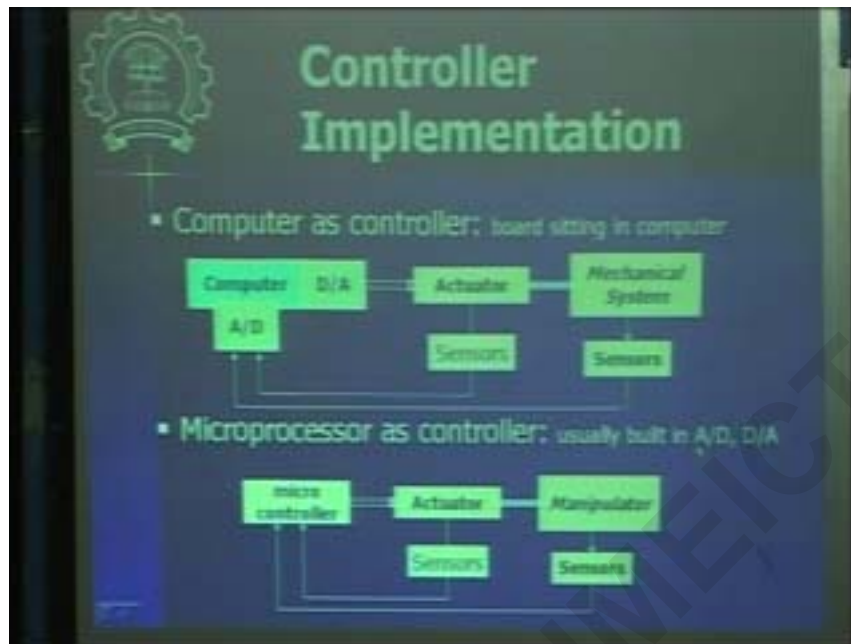 Controller
Implementation
▪ Computer as controller: board sitting in computer
Computer D/A Actuator Mechanical
System
A/D
Sensors Sensors
▪ Microprocessor as controller: usually built in A/D, D/A
micro
controller Actuator Manipulator
Sensors Sensors